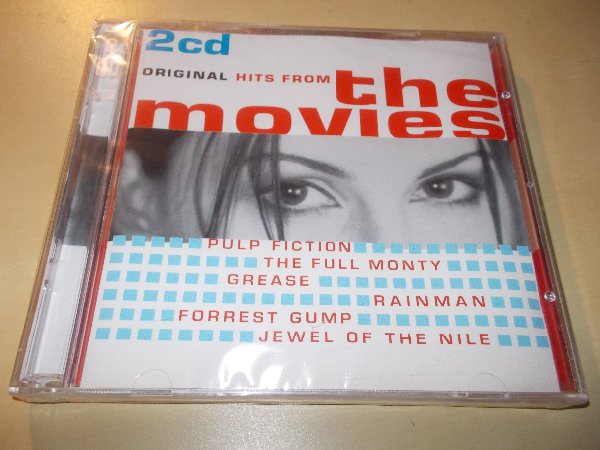 2cd
ORIGINAL HITS FROM the
movies
PULP FICTION
THE FULL MONTY
GREASE
RAINMAN
FORREST GUMP
JEWEL OF THE NILE